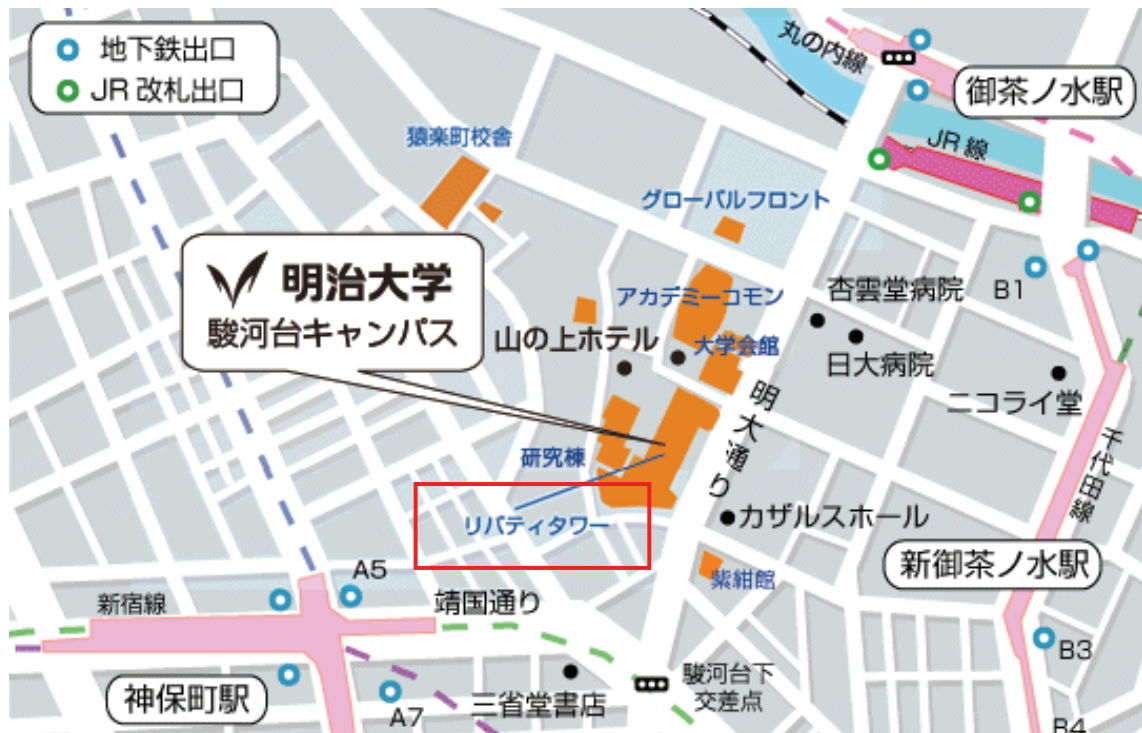 地下鉄出口
JR 改札出口
丸の内線
御茶ノ水駅
JR 線
猿楽町校舎
グローバルフロント
明治大学
駿河台キャンパス
アカデミーコモン
杏雲堂病院
B1
山の上ホテル
大学会館
日大病院
ニコライ堂
明大通り
千代田線
研究棟
リバティタワー
カザルスホール
新御茶ノ水駅
紫紺館
A5
新宿線
靖国通り
B3
神保町駅
A7
三省堂書店
駿河台下
交差点
B4